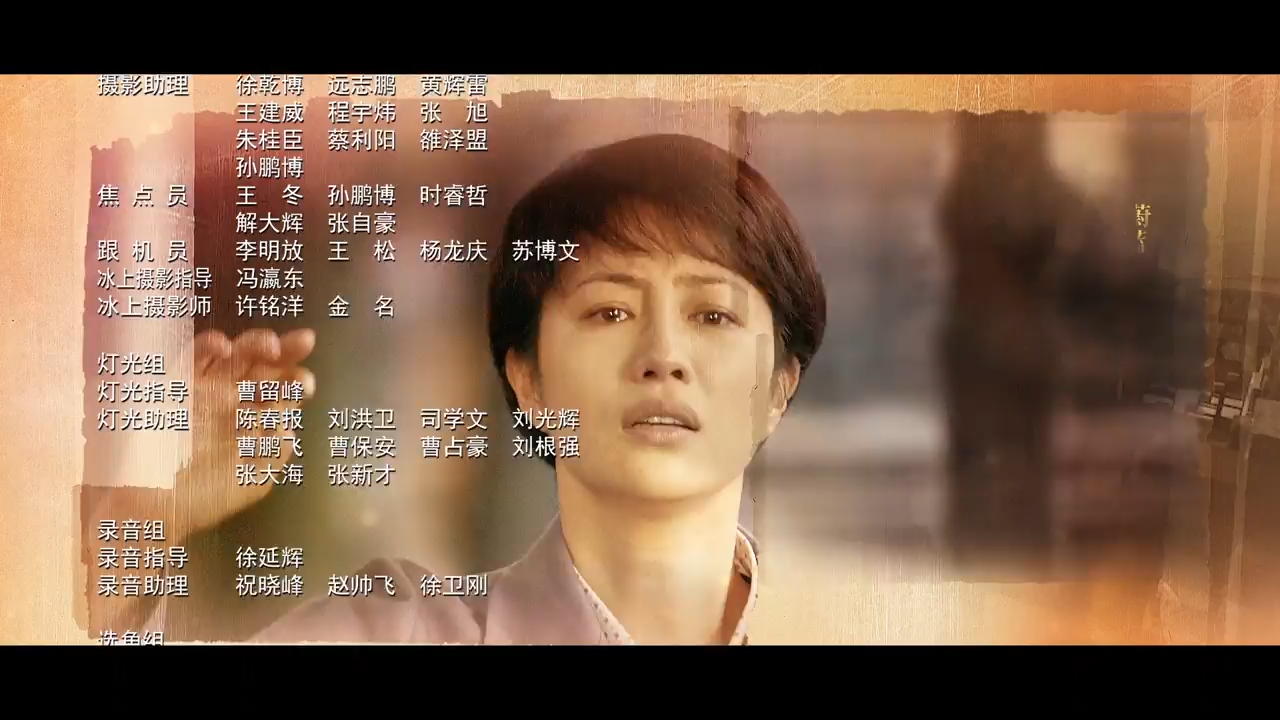 摄影助理 徐乾博 远志鹏 黄辉雷
王建威 程宇炜 张 旭
朱桂臣 蔡利阳 雒泽盟
孙鹏博
焦点员 王 冬 孙鹏博 时睿哲
解大辉 张自豪
跟机员 李明放 王 松 杨龙庆 苏博文
冰上摄影指导 冯瀛东
冰上摄影师 许铭洋 金 名
灯光组
灯光指导 曹留峰
灯光助理 陈春报 刘洪卫 司学文 刘光辉
曹鹏飞 曹保安 曹占豪 刘根强
张大海 张新才
录音组
录音指导 徐延辉
录音助理 祝晓峰 赵帅飞 徐卫刚
选角组